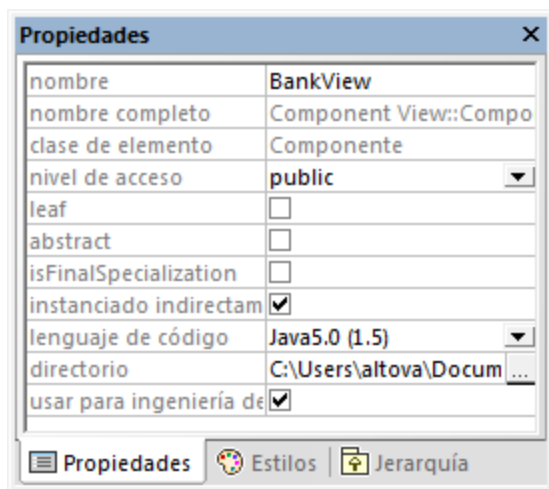 Propiedades
nombre BankView
nombre completo Component View::Compo
clase de elemento Componente
nivel de acceso public
leaf
abstract
isFinalSpecialization
instanciado indirectam
lenguaje de código Java5.0 (1.5)
directorio C:\Users\altova\Docum ...
usar para ingeniería de
Propiedades Estilos Jerarquía